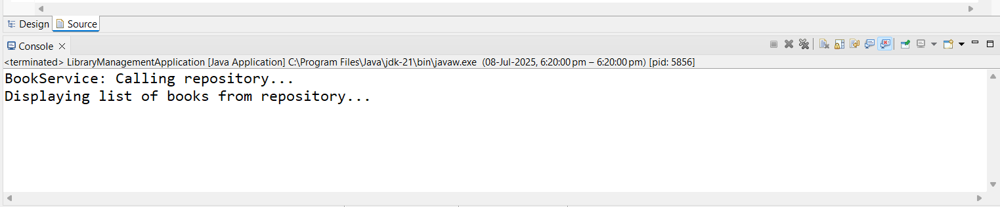 Design Source
Console
<terminated> LibraryManagementApplication [Java Application] C:\Program Files\Java\jdk-21\bin\javaw.exe (08-Jul-2025, 6:20:00 pm – 6:20:00 pm) [pid: 5856]
BookService: Calling repository...
Displaying list of books from repository...